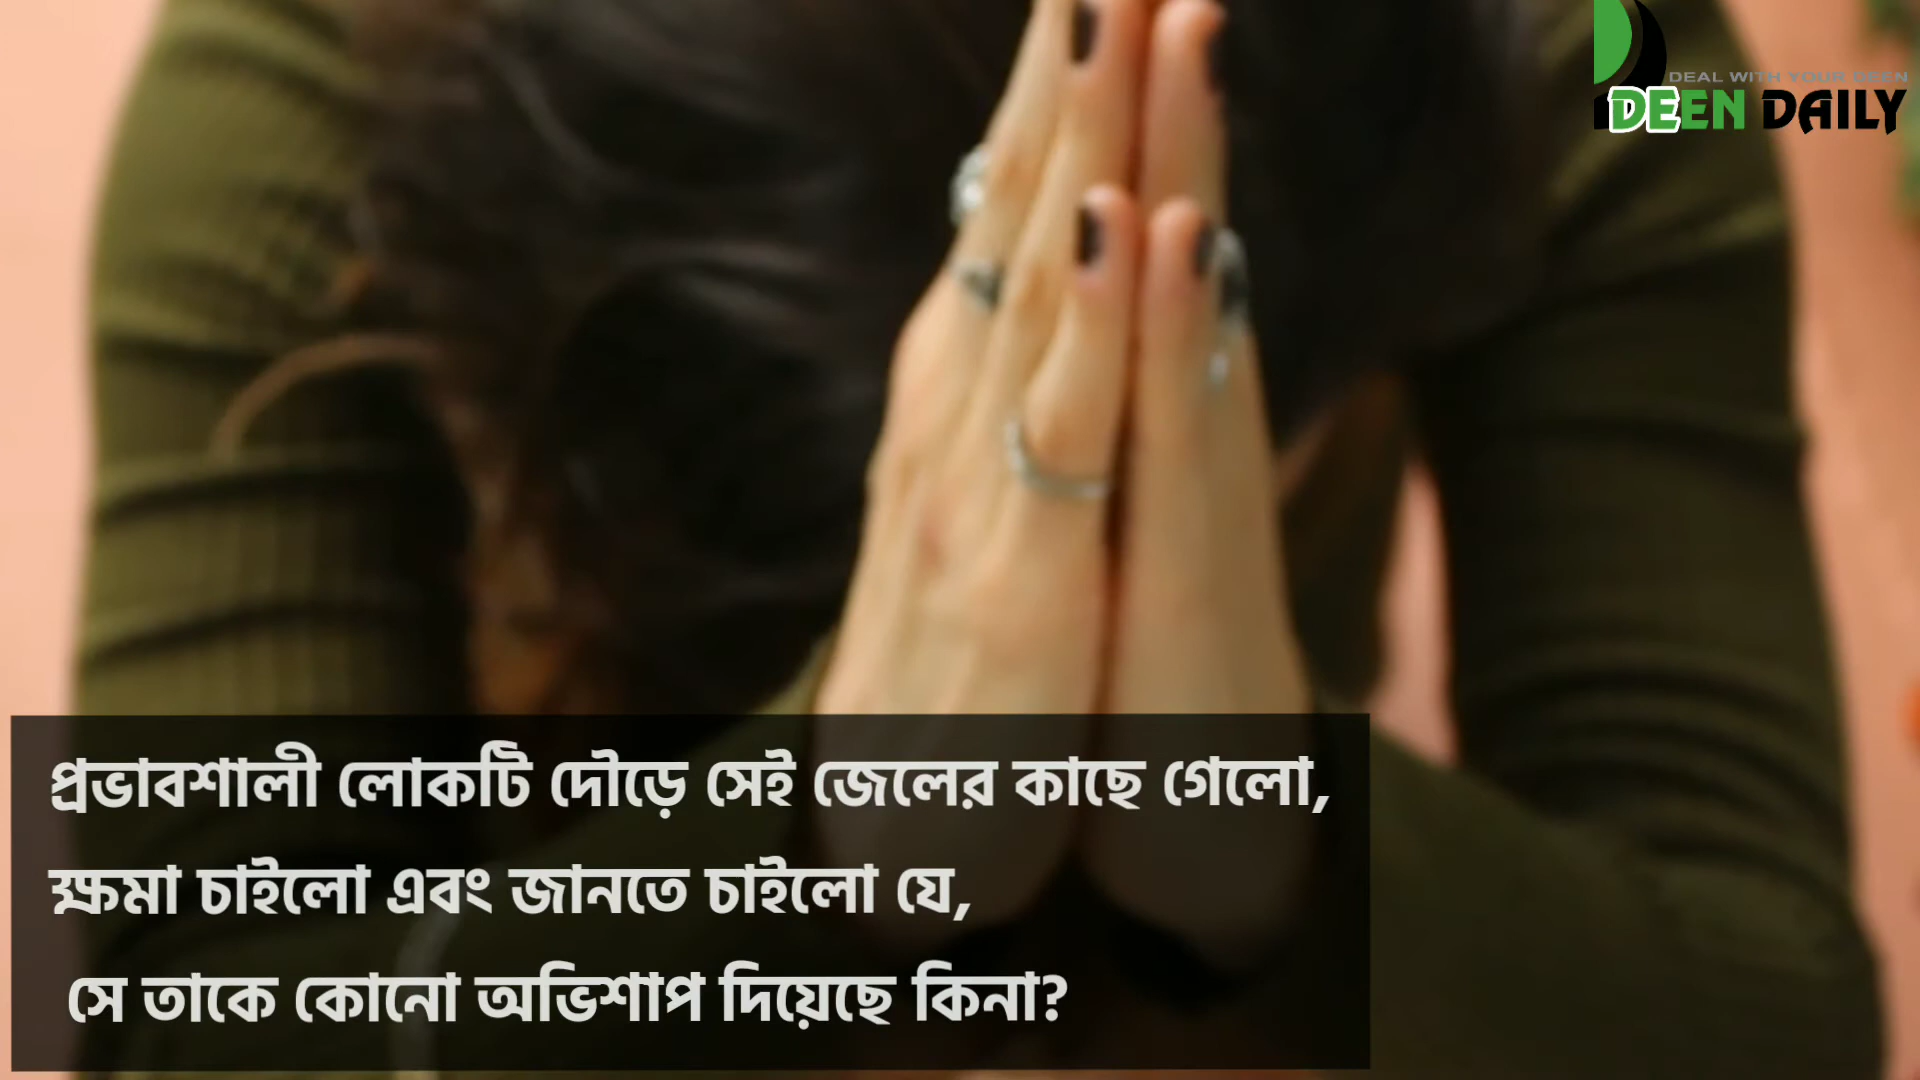 DEAL WITH YOUR DEEN
DEEN DAILY
প্রভাবশালী লোকটি দৌড়ে সেই জেলের কাছে গেলো,
ক্ষমা চাইলো এবং জানতে চাইলো যে,
সে তাকে কোনো অভিশাপ দিয়েছে কিনা?